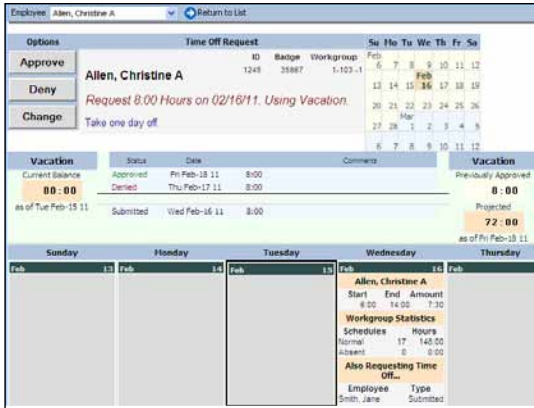 Employee Allen, Christine A Return to List
Options Time Off Request Su Mo Tu We Th Fr Sa
Approve Deny Change
ID Badge Workgroup
Allen, Christine A 1245 35867 1-103 -1
Request 8.00 Hours on 02/16/11. Using Vacation.
Take one day off
Feb
6 7 8 9 10 11 12
Feb
13 14 15 16 17 18 19
20 21 22 23 24 25 26
Mar
27 28 1 2 3 4 5
6 7 8 9 10 11 12
Vacation
Current Balance
80:00
as of Tue Feb-15 11
Status Date Comments
Approved Fri Feb-18 11 8:00
Denied Thu Feb-17 11 8:00
Submitted Wed Feb-16 11 8:00
Vacation
Previously Approved
8:00
Projected
72:00
as of Fri Feb-18 11
Sunday Monday Tuesday Wednesday Thursday
Feb 13 Feb 14 Feb 15 Feb 16 Feb
Allen, Christine A
Start End Amount
6:00 14:00 7:30
Workgroup Statistics
Schedules Hours
Normal 17 148:00
Absent 0 0:00
Also Requesting Time
Off...
Employee Type
Smith, Jane Submitted